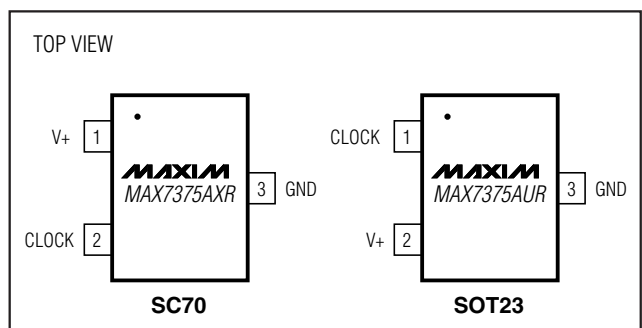 TOP VIEW
V+ 1
MAXIM
MAX7375AXR
3 GND
CLOCK 2
SC70
CLOCK 1
MAXIM
MAX7375AUR
3 GND
V+ 2
SOT23